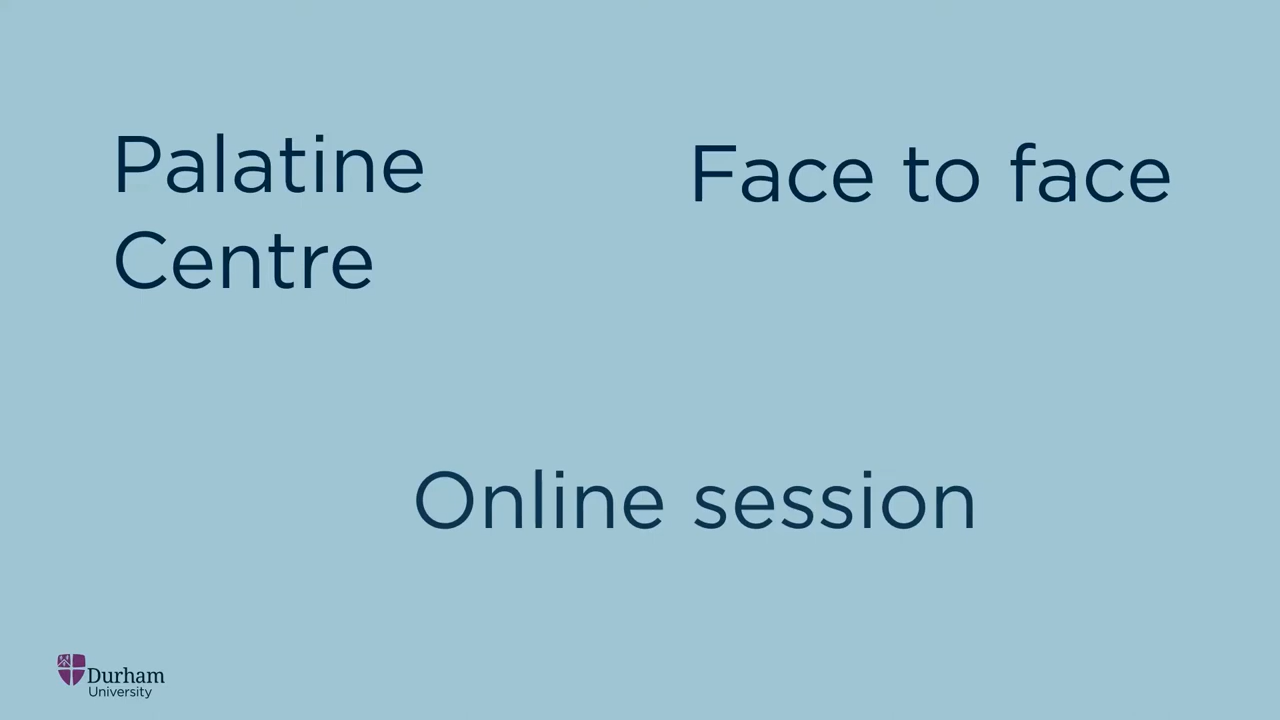 Palatine
Centre
Face to face
Online session
Durham
University